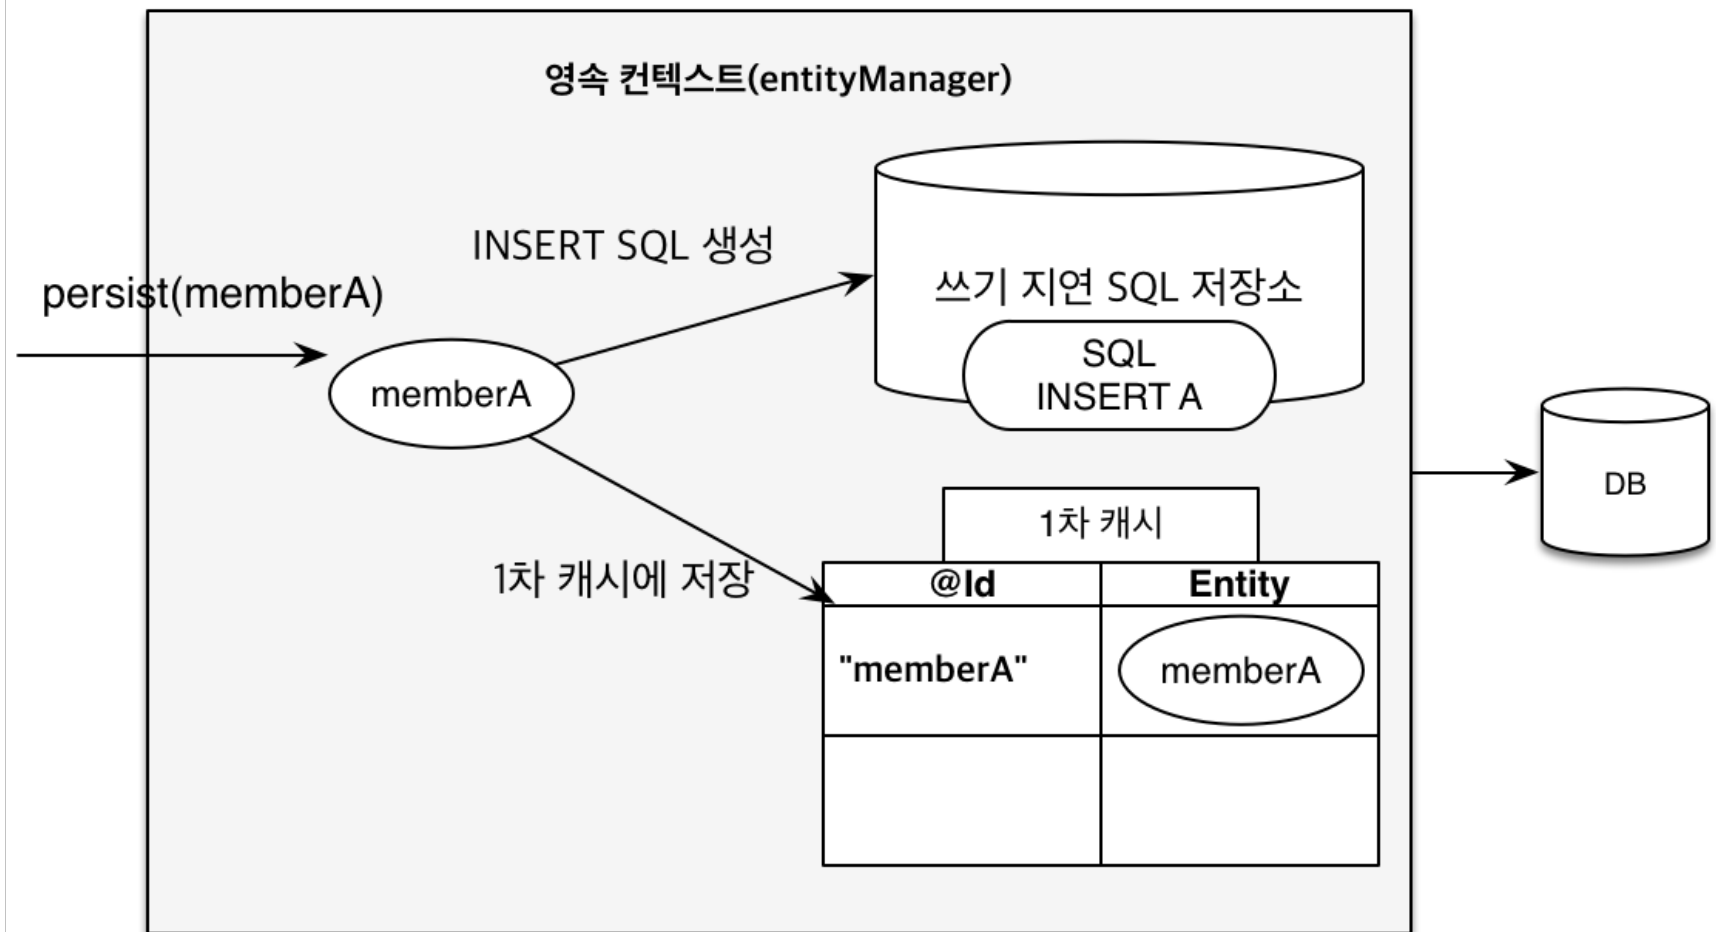 영속 컨텍스트(entityManager)
INSERT SQL 생성
persist(memberA)
memberA
쓰기 지연 SQL 저장소
SQL
INSERT A
DB
1차 캐시
1차 캐시에 저장
@Id Entity
"memberA" memberA